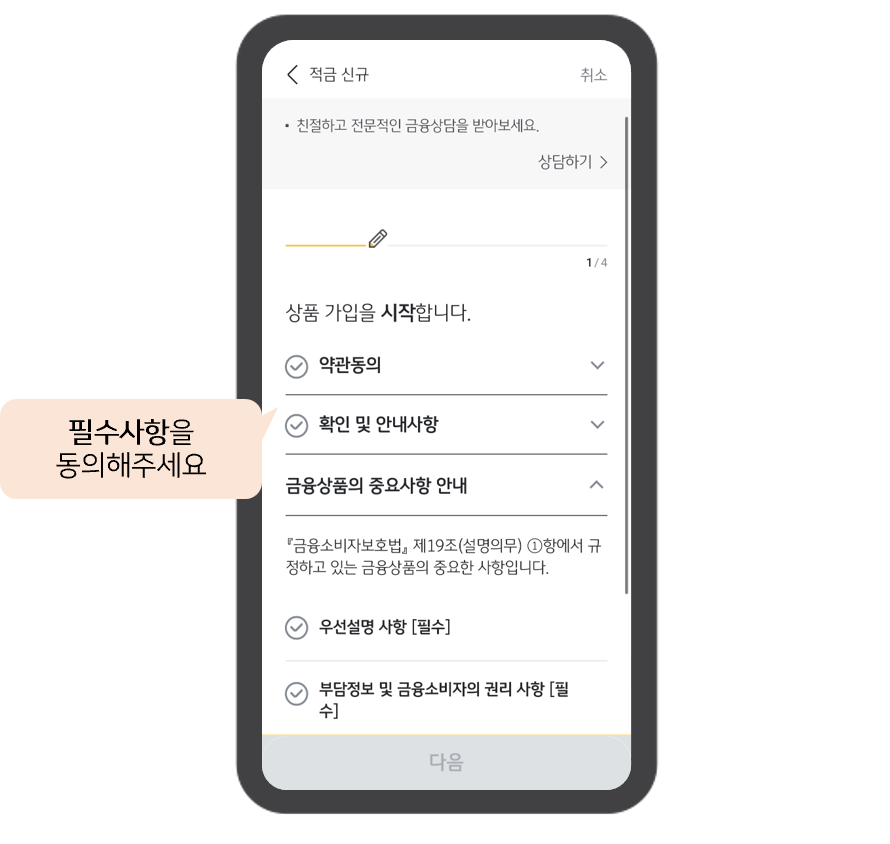 적금 신규
취소
• 친절하고 전문적인 금융상담을 받아보세요.
상담하기 >
1 / 4
상품 가입을 시작합니다.
약관동의
확인 및 안내사항
필수사항을
동의해주세요
금융상품의 중요사항 안내
『금융소비자보호법』 제19조(설명의무) ①항에서 규
정하고 있는 금융상품의 중요한 사항입니다.
우선설명 사항 [필수]
부담정보 및 금융소비자의 권리 사항 [필
수]
다음